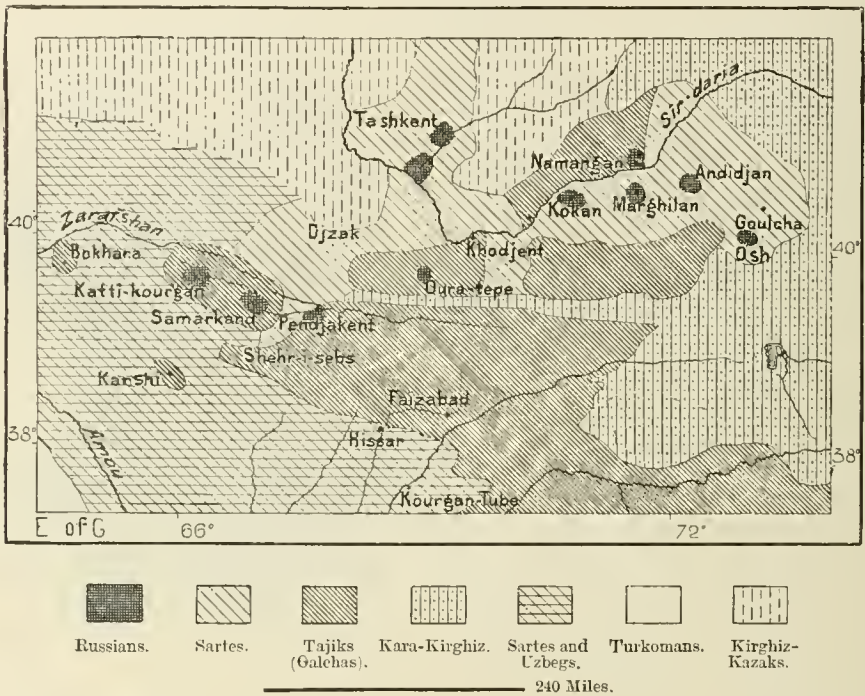 Tashkent
Sir-daria
Namangan
Andidjan
Kokan
Marghilan
Goulcha
Osh
40°
Zarafshan
Djzak
Khodjent
40°
Bokhara
Katti-kourgan
Oura-tepe
Samarkand
Pendjakent
Shehr-i-sebs
Karshi
Faizabad
38°
Hissar
38°
Amou
Kourgan-Tube
E of G
66°
72°
Russians.
Sartes.
Tajiks
(Galchas).
Kara-Kirghiz.
Sartes and
Uzbegs.
Turkomans.
Kirghiz-
Kazaks.
240 Miles.